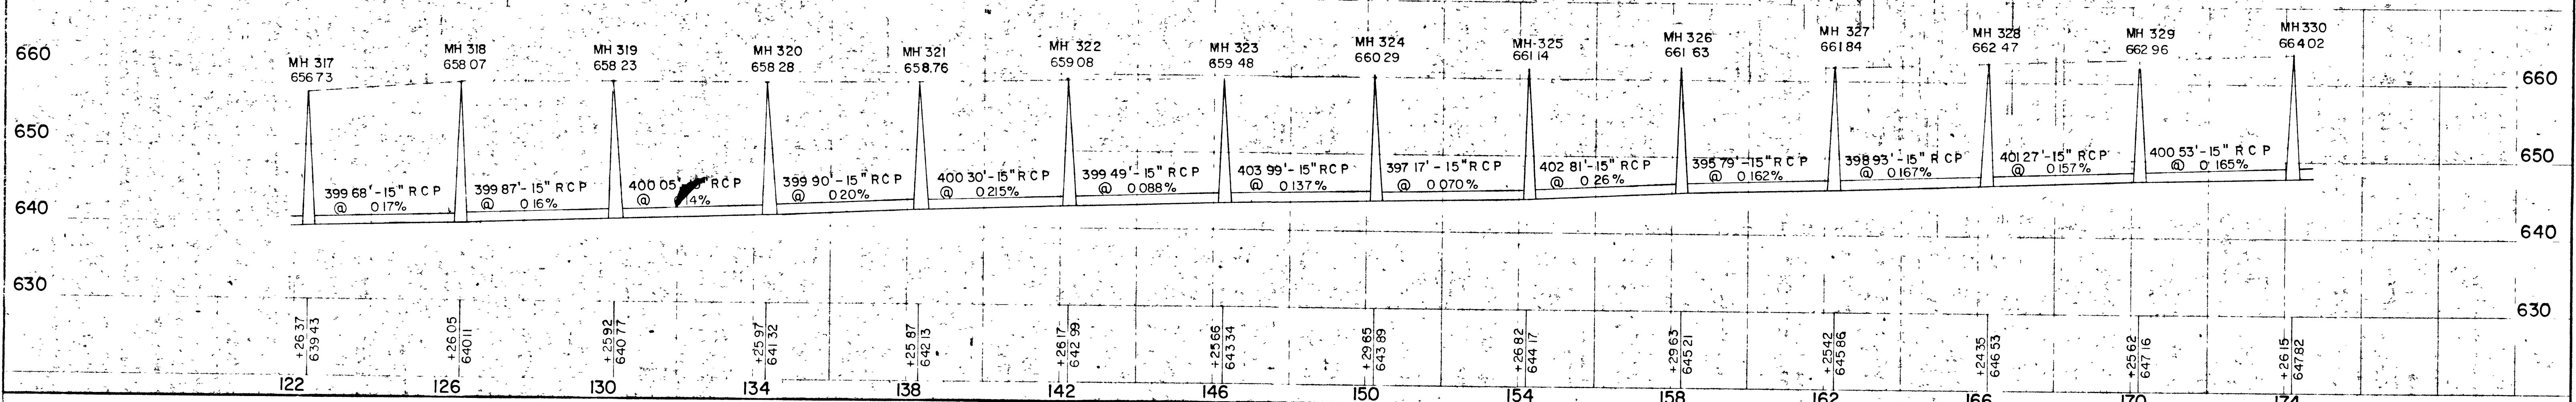 660
MH 317
656 73
MH 318
658 07
MH 319
658 23
MH 320
658 28
MH 321
658.76
MH 322
659 08
MH 323
659 48
MH 324
660 29
MH-325
661 14
MH 326
661 63
MH 327
661 84
MH 328
662 47
MH 329
662 96
MH 330
664 02
660
650
399 68'-15" R C P
@ 0 17%
399 87'-15" R C P
@ 0 16%
400 05' R C P
@ 14%
399 90'-15" R C P
@ 0 20%
400 30'-15" R C P
@ 0 215%
399 49'-15" R C P
@ 0 088%
403 99'-15" R C P
@ 0 137%
397 17'-15" R C P
@ 0 070%
402 81'-15" R C P
@ 0 26%
395 79'-15" R C P
@ 0 162%
398 93'-15" R C P
@ 0 167%
401 27'-15" R C P
@ 0 157%
400 53'-15" R C P
@ 0 165%
650
640
640
630
630
+26 37
639 43
+26 05
640 11
+25 92
640 77
+25 97
641 32
+25 87
642 13
+26 17
642 99
+25 66
643 34
+29 65
643 89
+26 82
644 17
+29 63
645 21
+25 42
645 86
+24 35
646 53
+25 62
647 16
+26 15
647 82
122
126
130
134
138
142
146
150
154
158
162
166
170
174